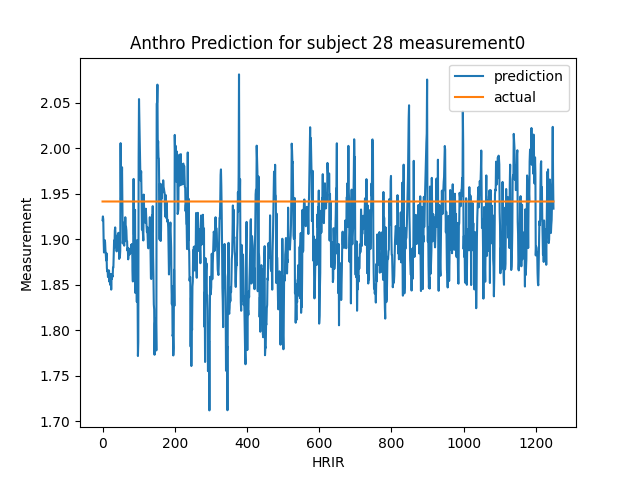 Anthro Prediction for subject 28 measurement0
prediction
actual
2.05
2.00
1.95
1.90
1.85
1.80
1.75
1.70
Measurement
0 200 400 600 800 1000 1200
HRIR